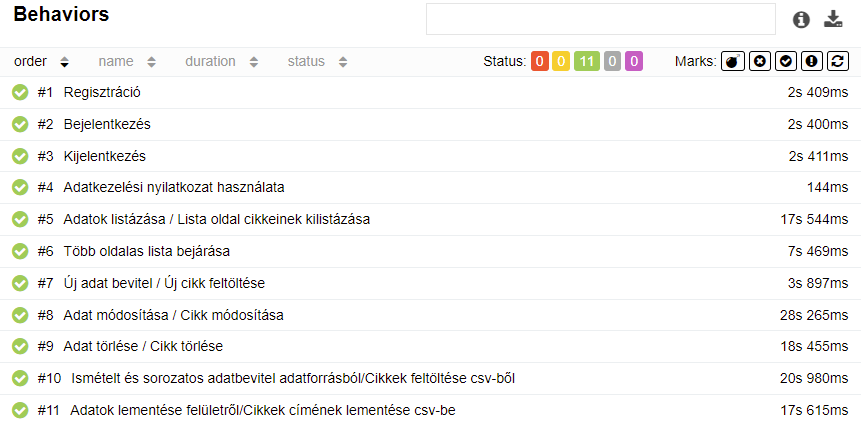 Behaviors
order name duration status Status: 0 0 11 0 0 Marks:
#1 Regisztráció 2s 409ms
#2 Bejelentkezés 2s 400ms
#3 Kijelentkezés 2s 411ms
#4 Adatkezelési nyilatkozat használata 144ms
#5 Adatok listázása / Lista oldal cikkeinek kilistázása 17s 544ms
#6 Több oldalas lista bejárása 7s 469ms
#7 Új adat bevitel / Új cikk feltöltése 3s 897ms
#8 Adat módosítása / Cikk módosítása 28s 265ms
#9 Adat törlése / Cikk törlése 18s 455ms
#10 Ismételt és sorozatos adatbevitel adatforrásból/Cikkek feltöltése csv-ből 20s 980ms
#11 Adatok lementése felületről/Cikkek címének lementése csv-be 17s 615ms